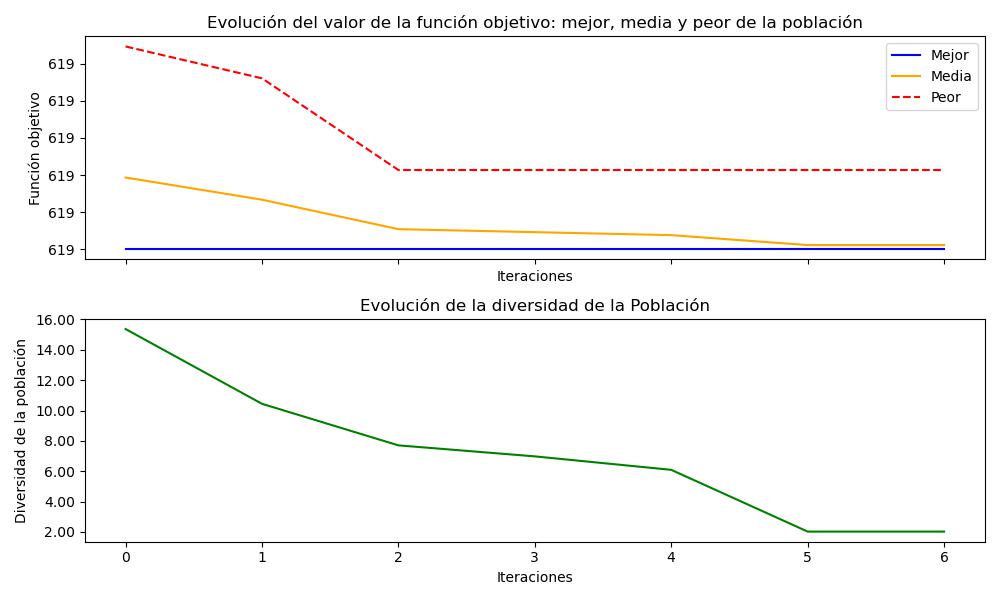 Evolución del valor de la función objetivo: mejor, media y peor de la población
Función objetivo
619
619
619
619
619
619
Mejor
Media
Peor
Iteraciones
Evolución de la diversidad de la Población
Diversidad de la población
16.00
14.00
12.00
10.00
8.00
6.00
4.00
2.00
0 1 2 3 4 5 6
Iteraciones